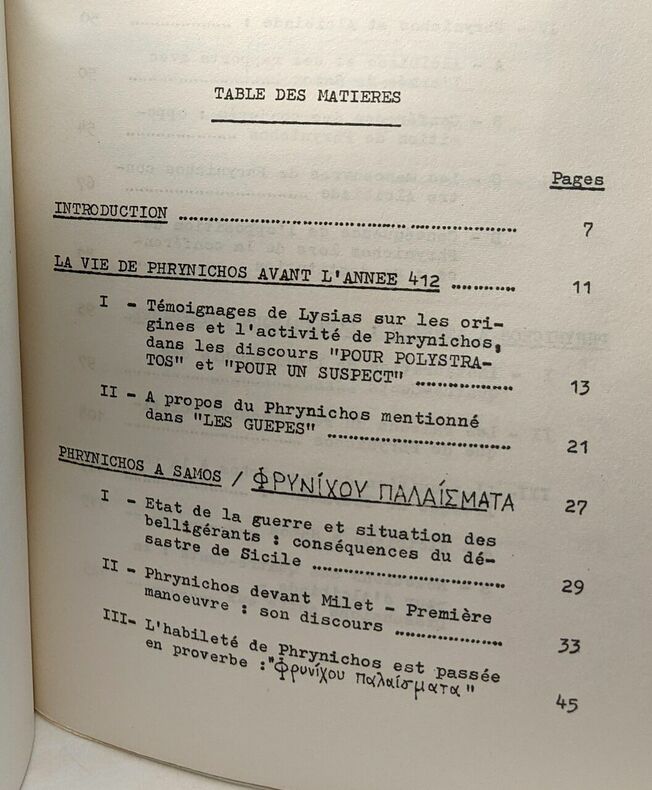 TABLE DES MATIERES
Pages
INTRODUCTION ........................................ 7
LA VIE DE PHRYNICHOS AVANT L'ANNEE 412 ........... 11
I - Témoignages de Lysias sur les ori-
gines et l'activité de Phrynichos,
dans les discours "POUR POLYSTRA-
TOS" et "POUR UN SUSPECT" ............... 13
II - A propos du Phrynichos mentionné
dans "LES GUEPES" ........................ 21
PHRYNICHOS A SAMOS / ΦΡΥΝΊΧΟΥ ΠΑΛΑΊΣΜΑΤΑ 27
I - Etat de la guerre et situation des
belligérants : conséquences du dé-
sastre de Sicile ......................... 29
II - Phrynichos devant Milet - Première
manoeuvre : son discours ................ 33
III- L'habileté de Phrynichos est passée
en proverbe :"Φρυνίχου παλαίσματα" 45